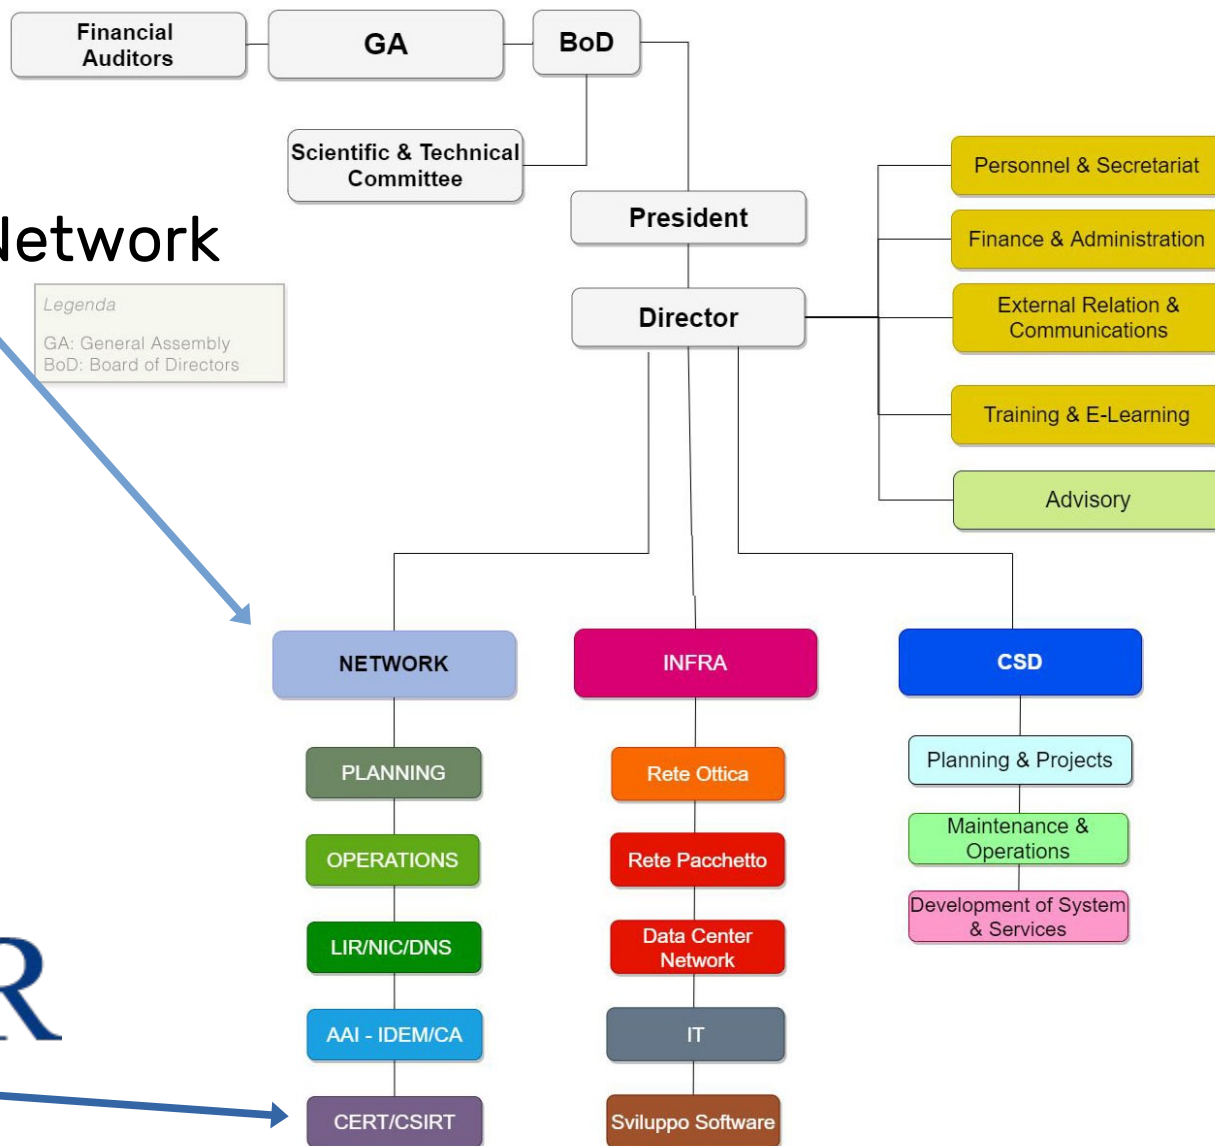 Financial
Auditors
GA
BoD
Scientific & Technical
Committee
President
Director
Personnel & Secretariat
Finance & Administration
External Relation &
Communications
Training & E-Learning
Advisory
Network
Legenda
GA: General Assembly
BoD: Board of Directors
NETWORK
PLANNING
OPERATIONS
LIR/NIC/DNS
AAI - IDEM/CA
CERT/CSIRT
INFRA
Rete Ottica
Rete Pacchetto
Data Center
Network
IT
Sviluppo Software
CSD
Planning & Projects
Maintenance &
Operations
Development of System
& Services
R